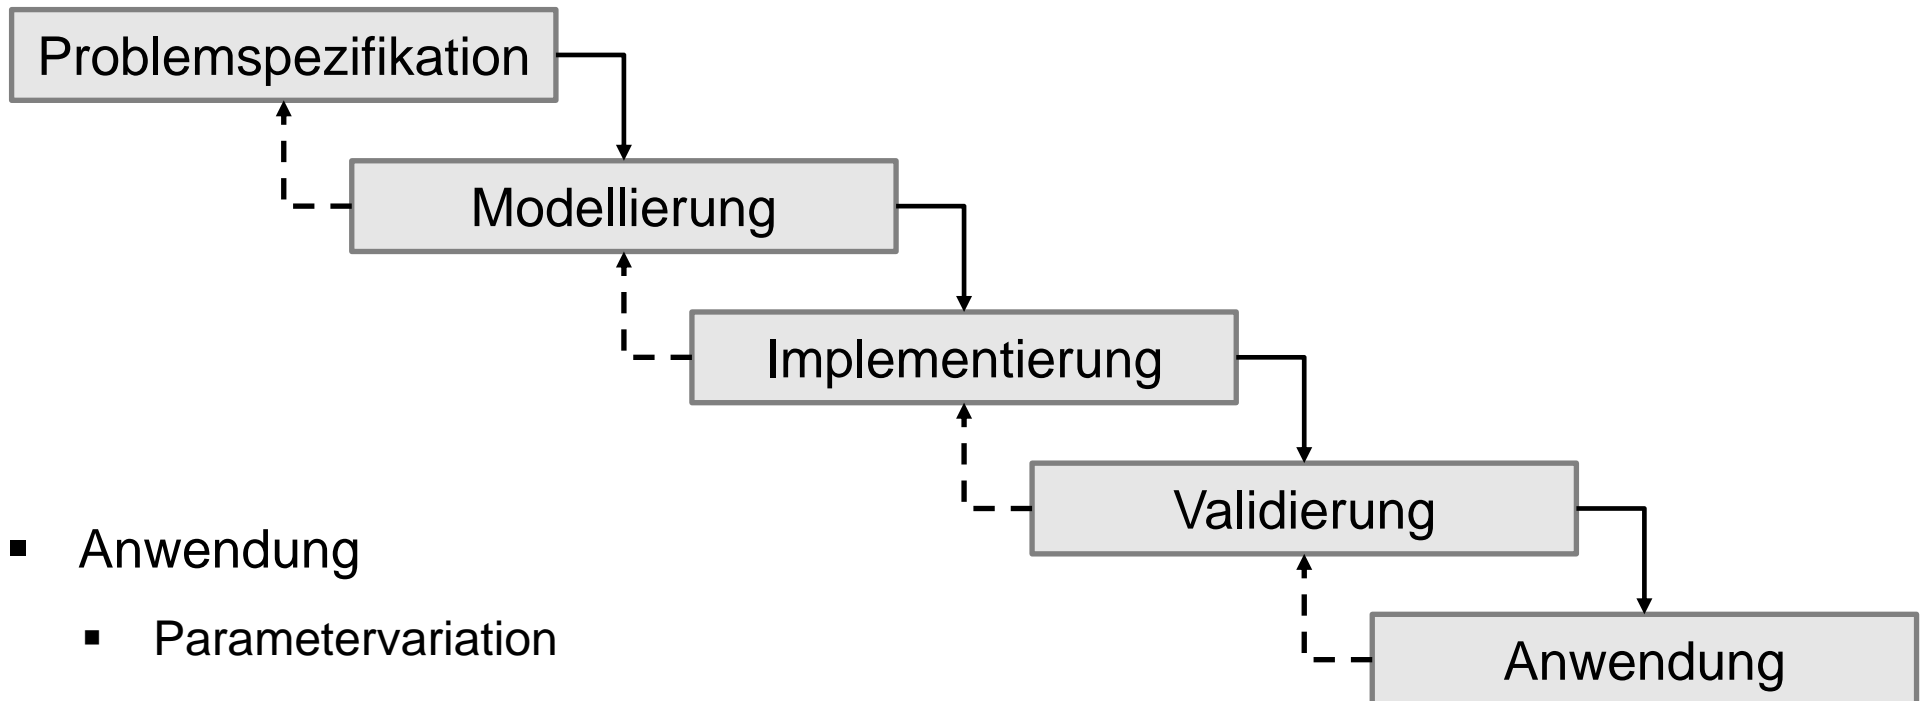 Problemspezifikation
Modellierung
Implementierung
Validierung
Anwendung
▪ Anwendung
▪ Parametervariation